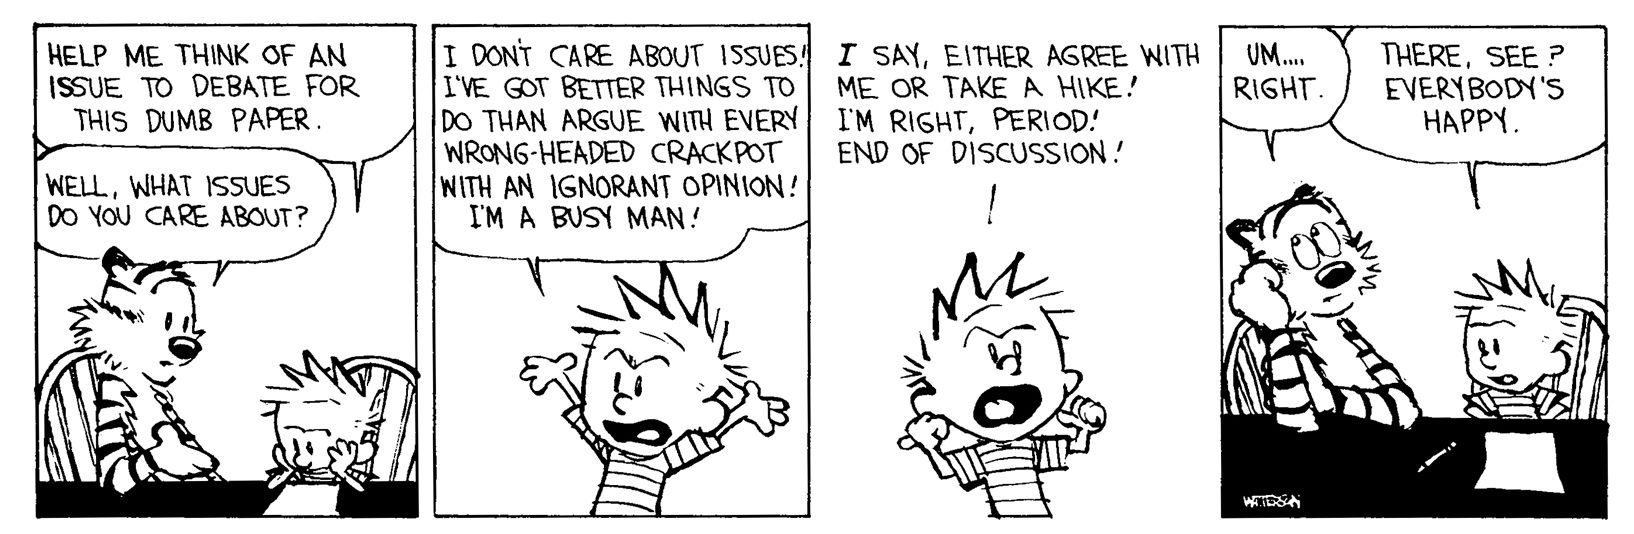 HELP ME THINK OF AN
ISSUE TO DEBATE FOR
THIS DUMB PAPER.
WELL, WHAT ISSUES
DO YOU CARE ABOUT?
I DON'T CARE ABOUT ISSUES!
I'VE GOT BETTER THINGS TO
DO THAN ARGUE WITH EVERY
WRONG-HEADED CRACKPOT
WITH AN IGNORANT OPINION!
I'M A BUSY MAN!
I SAY, EITHER AGREE WITH
ME OR TAKE A HIKE!
I'M RIGHT, PERIOD!
END OF DISCUSSION!
UM....
RIGHT.
THERE, SEE?
EVERYBODY'S
HAPPY.
WATTERSON